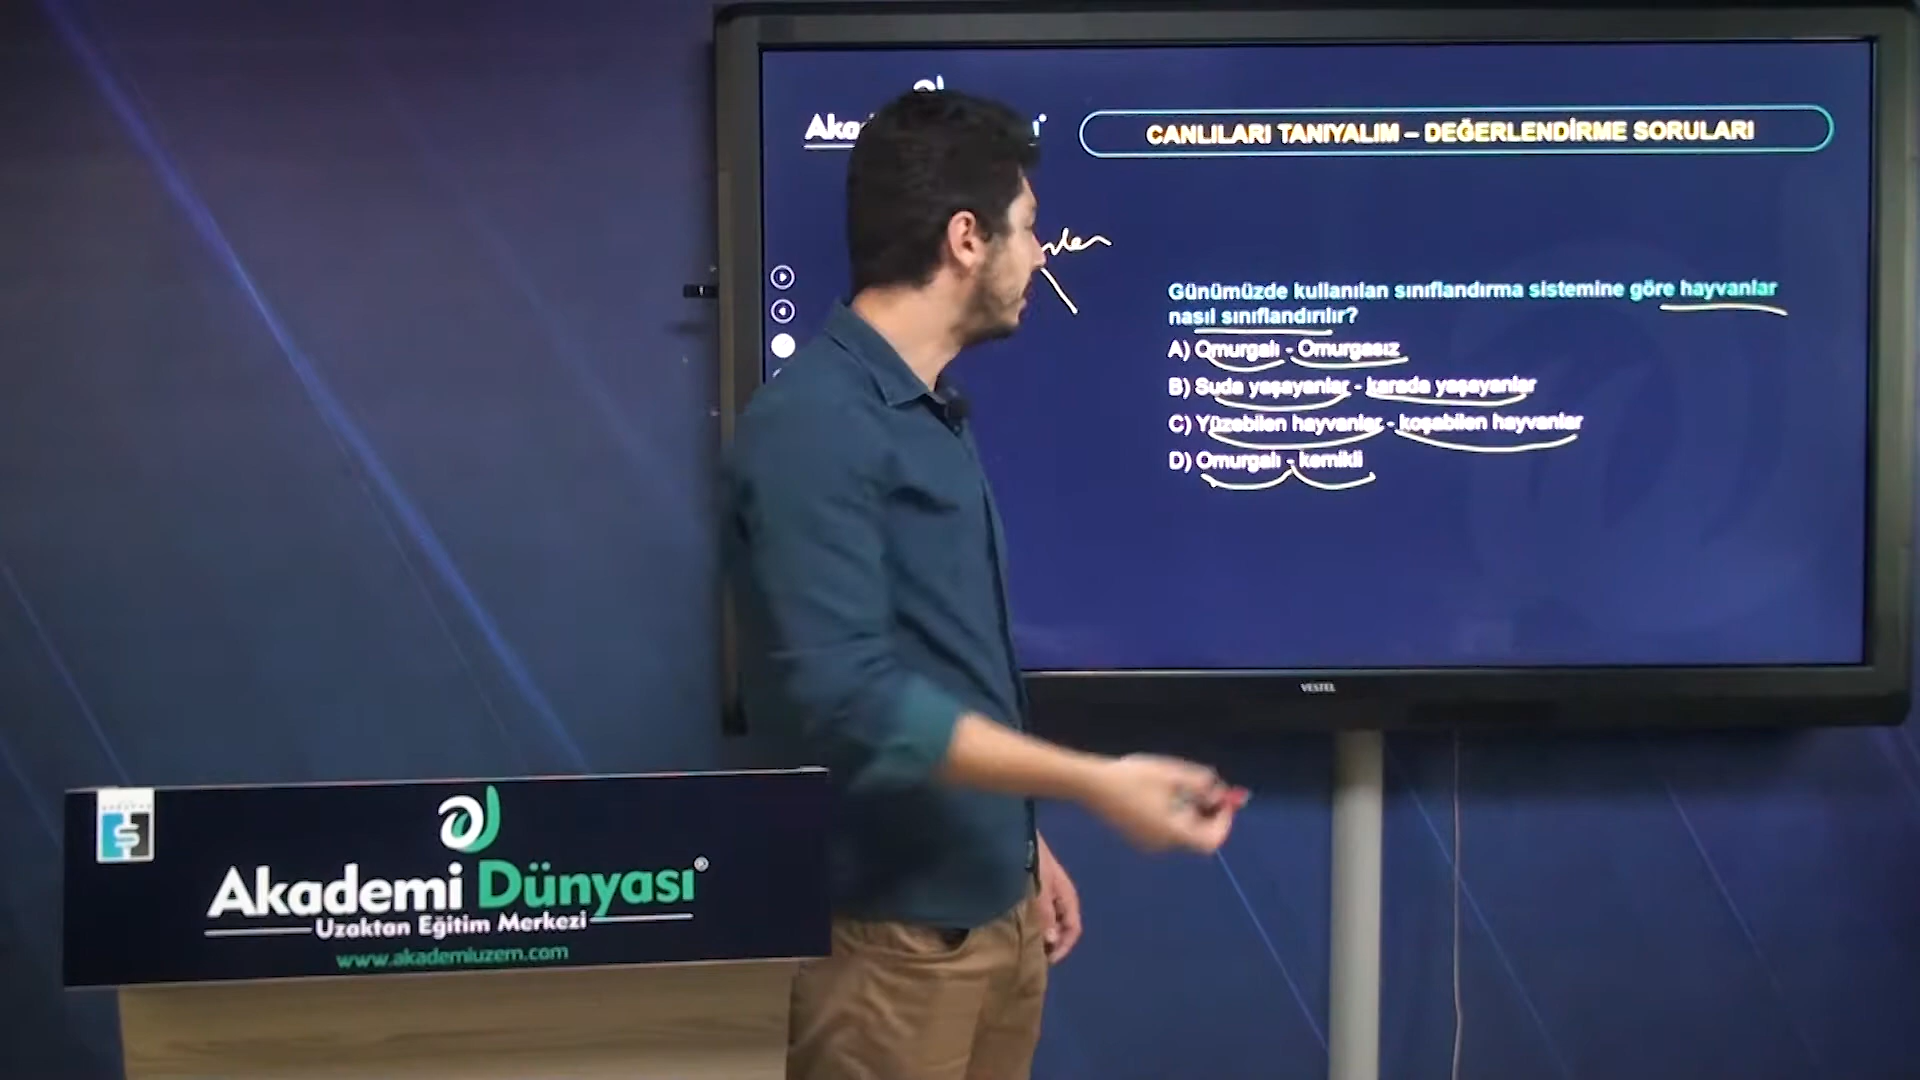 CANLILARI TANIYALIM – DEĞERLENDİRME SORULARI
Günümüzde kullanılan sınıflandırma sistemine göre hayvanlar
nasıl sınıflandırılır?
A) Omurgalı - Omurgasız
B) Suda yaşayanlar - karada yaşayanlar
C) Yüzebilen hayvanlar - koşabilen hayvanlar
D) Omurgalı - kemikli
VESTEL
Akademi Dünyası®
Uzaktan Eğitim Merkezi
www.akademiuzem.com